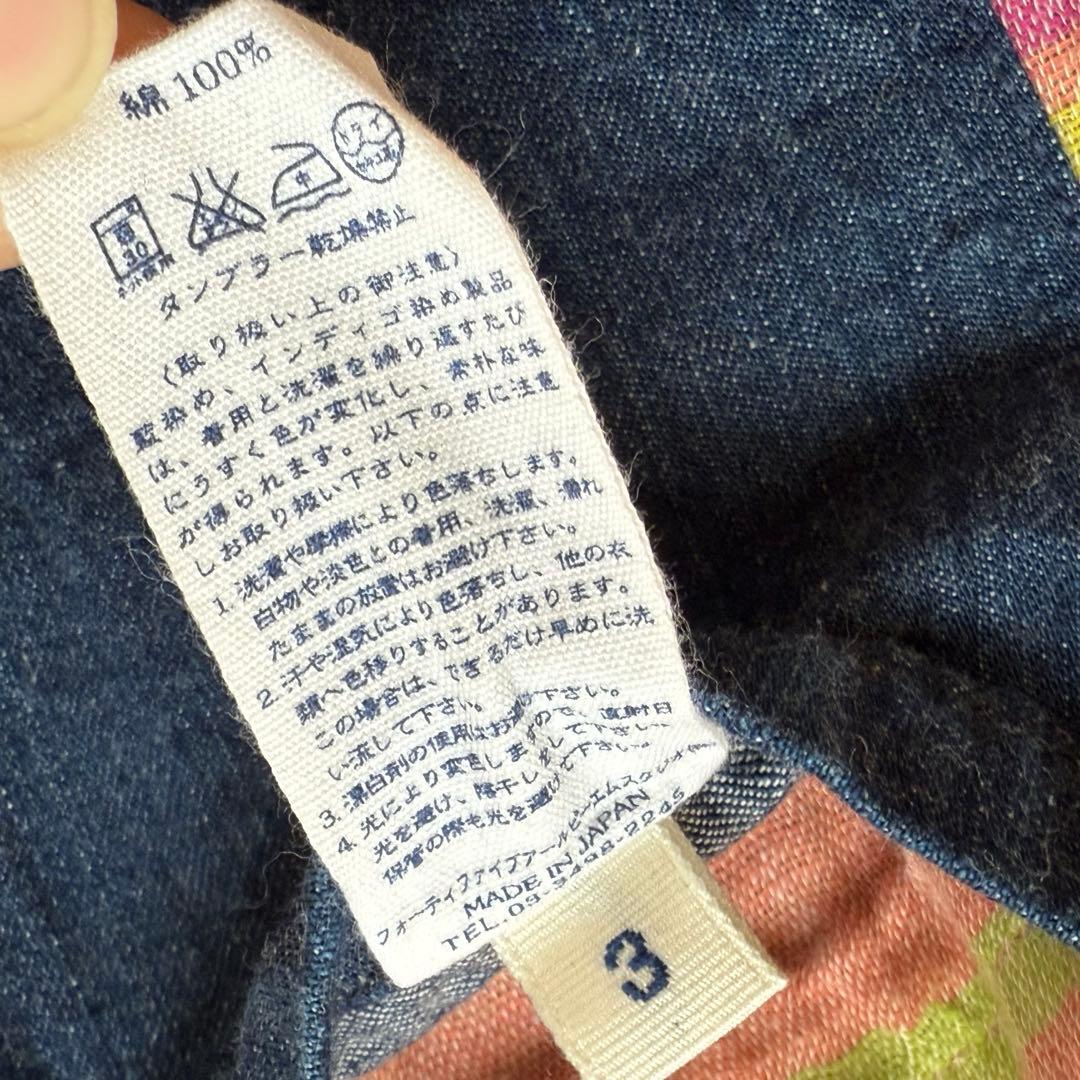 綿 100%
30
タンブラー乾燥禁止
〈取り扱い上の御注意〉
藍染め、インディゴ染め製品
は、着用と洗濯を繰り返すたび
にうすく色が変化し、素朴な味
が得られます。以下の点に注意
しお取り扱い下さい。
1. 洗濯や摩擦により色落ちします。
白物や淡色との着用、洗濯、濡れ
たままの放置はお避け下さい。
2. 汗や湿気により色落ちし、他の衣
類へ色移りすることがあります。
この場合は、できるだけ早めに洗
い流して下さい。
3. 漂白剤の使用はお避け下さい。
4. 光により変色しますので、直射日
光を避け、陰干しをして下さい。
保管の際も光を避けて下さい。
フォーティファイブアールピーエムスタジオ
MADE IN JAPAN
TEL.03-5498-2245
3